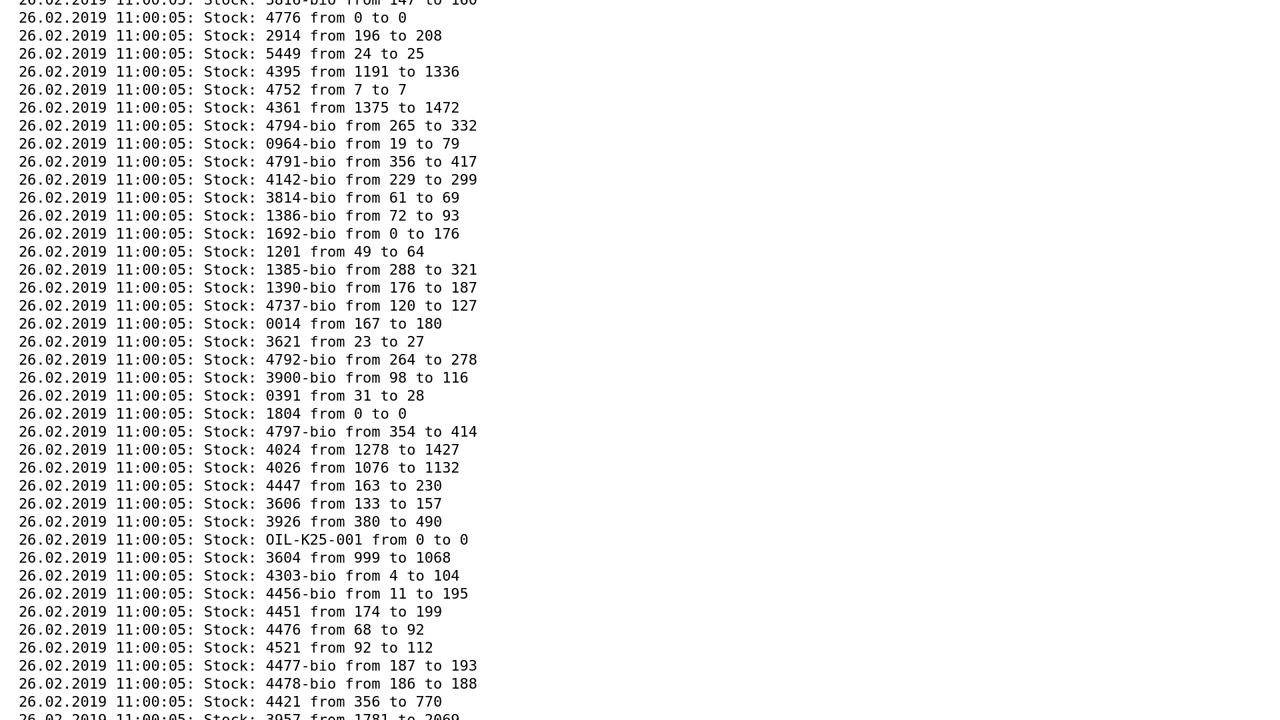 26.02.2019 11:00:05: Stock: 3816-bio from 147 to 160
26.02.2019 11:00:05: Stock: 4776 from 0 to 0
26.02.2019 11:00:05: Stock: 2914 from 196 to 208
26.02.2019 11:00:05: Stock: 5449 from 24 to 25
26.02.2019 11:00:05: Stock: 4395 from 1191 to 1336
26.02.2019 11:00:05: Stock: 4752 from 7 to 7
26.02.2019 11:00:05: Stock: 4361 from 1375 to 1472
26.02.2019 11:00:05: Stock: 4794-bio from 265 to 332
26.02.2019 11:00:05: Stock: 0964-bio from 19 to 79
26.02.2019 11:00:05: Stock: 4791-bio from 356 to 417
26.02.2019 11:00:05: Stock: 4142-bio from 229 to 299
26.02.2019 11:00:05: Stock: 3814-bio from 61 to 69
26.02.2019 11:00:05: Stock: 1386-bio from 72 to 93
26.02.2019 11:00:05: Stock: 1692-bio from 0 to 176
26.02.2019 11:00:05: Stock: 1201 from 49 to 64
26.02.2019 11:00:05: Stock: 1385-bio from 288 to 321
26.02.2019 11:00:05: Stock: 1390-bio from 176 to 187
26.02.2019 11:00:05: Stock: 4737-bio from 120 to 127
26.02.2019 11:00:05: Stock: 0014 from 167 to 180
26.02.2019 11:00:05: Stock: 3621 from 23 to 27
26.02.2019 11:00:05: Stock: 4792-bio from 264 to 278
26.02.2019 11:00:05: Stock: 3900-bio from 98 to 116
26.02.2019 11:00:05: Stock: 0391 from 31 to 28
26.02.2019 11:00:05: Stock: 1804 from 0 to 0
26.02.2019 11:00:05: Stock: 4797-bio from 354 to 414
26.02.2019 11:00:05: Stock: 4024 from 1278 to 1427
26.02.2019 11:00:05: Stock: 4026 from 1076 to 1132
26.02.2019 11:00:05: Stock: 4447 from 163 to 230
26.02.2019 11:00:05: Stock: 3606 from 133 to 157
26.02.2019 11:00:05: Stock: 3926 from 380 to 490
26.02.2019 11:00:05: Stock: OIL-K25-001 from 0 to 0
26.02.2019 11:00:05: Stock: 3604 from 999 to 1068
26.02.2019 11:00:05: Stock: 4303-bio from 4 to 104
26.02.2019 11:00:05: Stock: 4456-bio from 11 to 195
26.02.2019 11:00:05: Stock: 4451 from 174 to 199
26.02.2019 11:00:05: Stock: 4476 from 68 to 92
26.02.2019 11:00:05: Stock: 4521 from 92 to 112
26.02.2019 11:00:05: Stock: 4477-bio from 187 to 193
26.02.2019 11:00:05: Stock: 4478-bio from 186 to 188
26.02.2019 11:00:05: Stock: 4421 from 356 to 770
26.02.2019 11:00:05: Stock: 3957 from 1781 to 2069